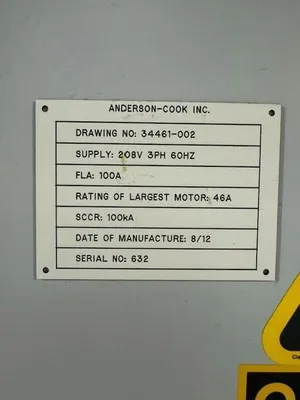 ANDERSON-COOK INC.
DRAWING NO: 34461-002
SUPPLY: 208V 3PH 60HZ
FLA: 100A
RATING OF LARGEST MOTOR: 46A
SCCR: 100kA
DATE OF MANUFACTURE: 8/12
SERIAL NO: 632